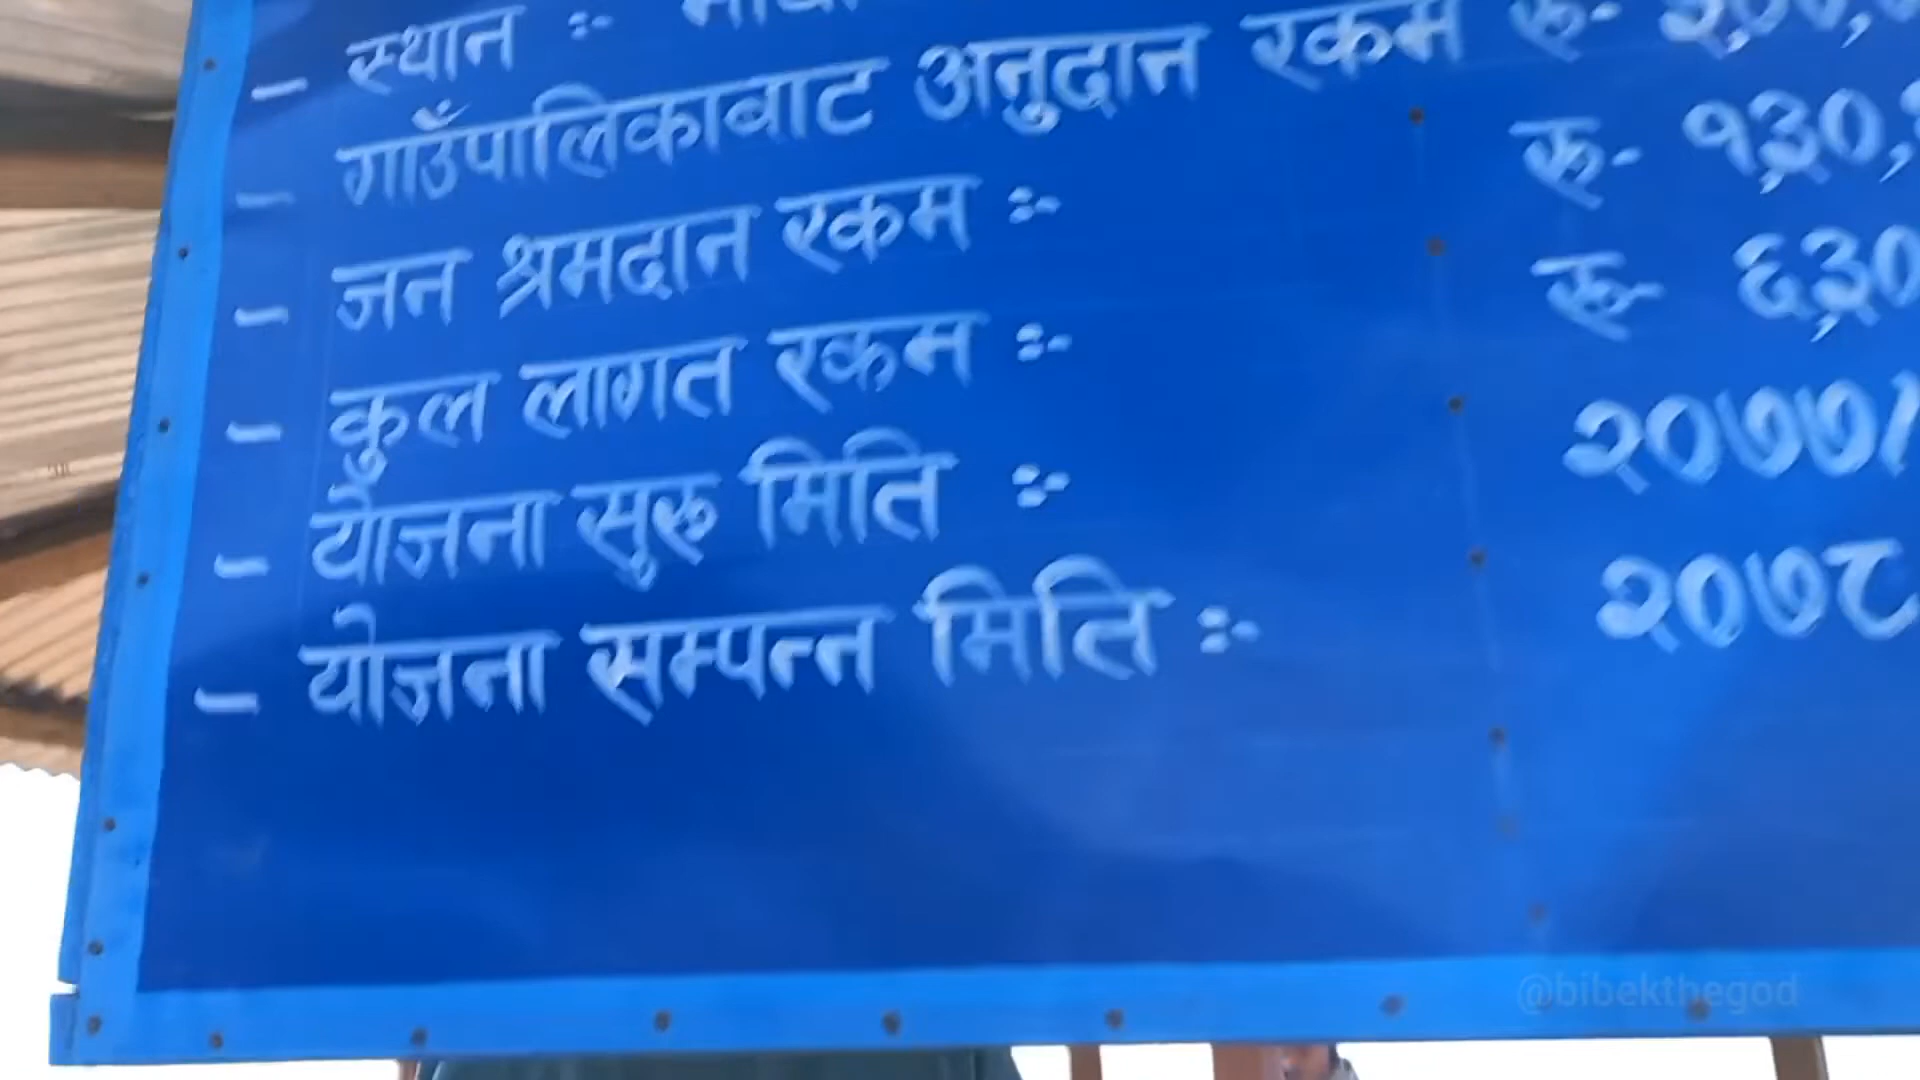 - स्थान :-
- गाउँपालिकाबाट अनुदान रकम रु-
- जन श्रमदान रकम :- रु- १३०,
- कुल लागत रकम :- रु- ६३०
- योजना सुरु मिति :- २०७७/
- योजना सम्पन्न मिति :- २०७८
@bibekthegod